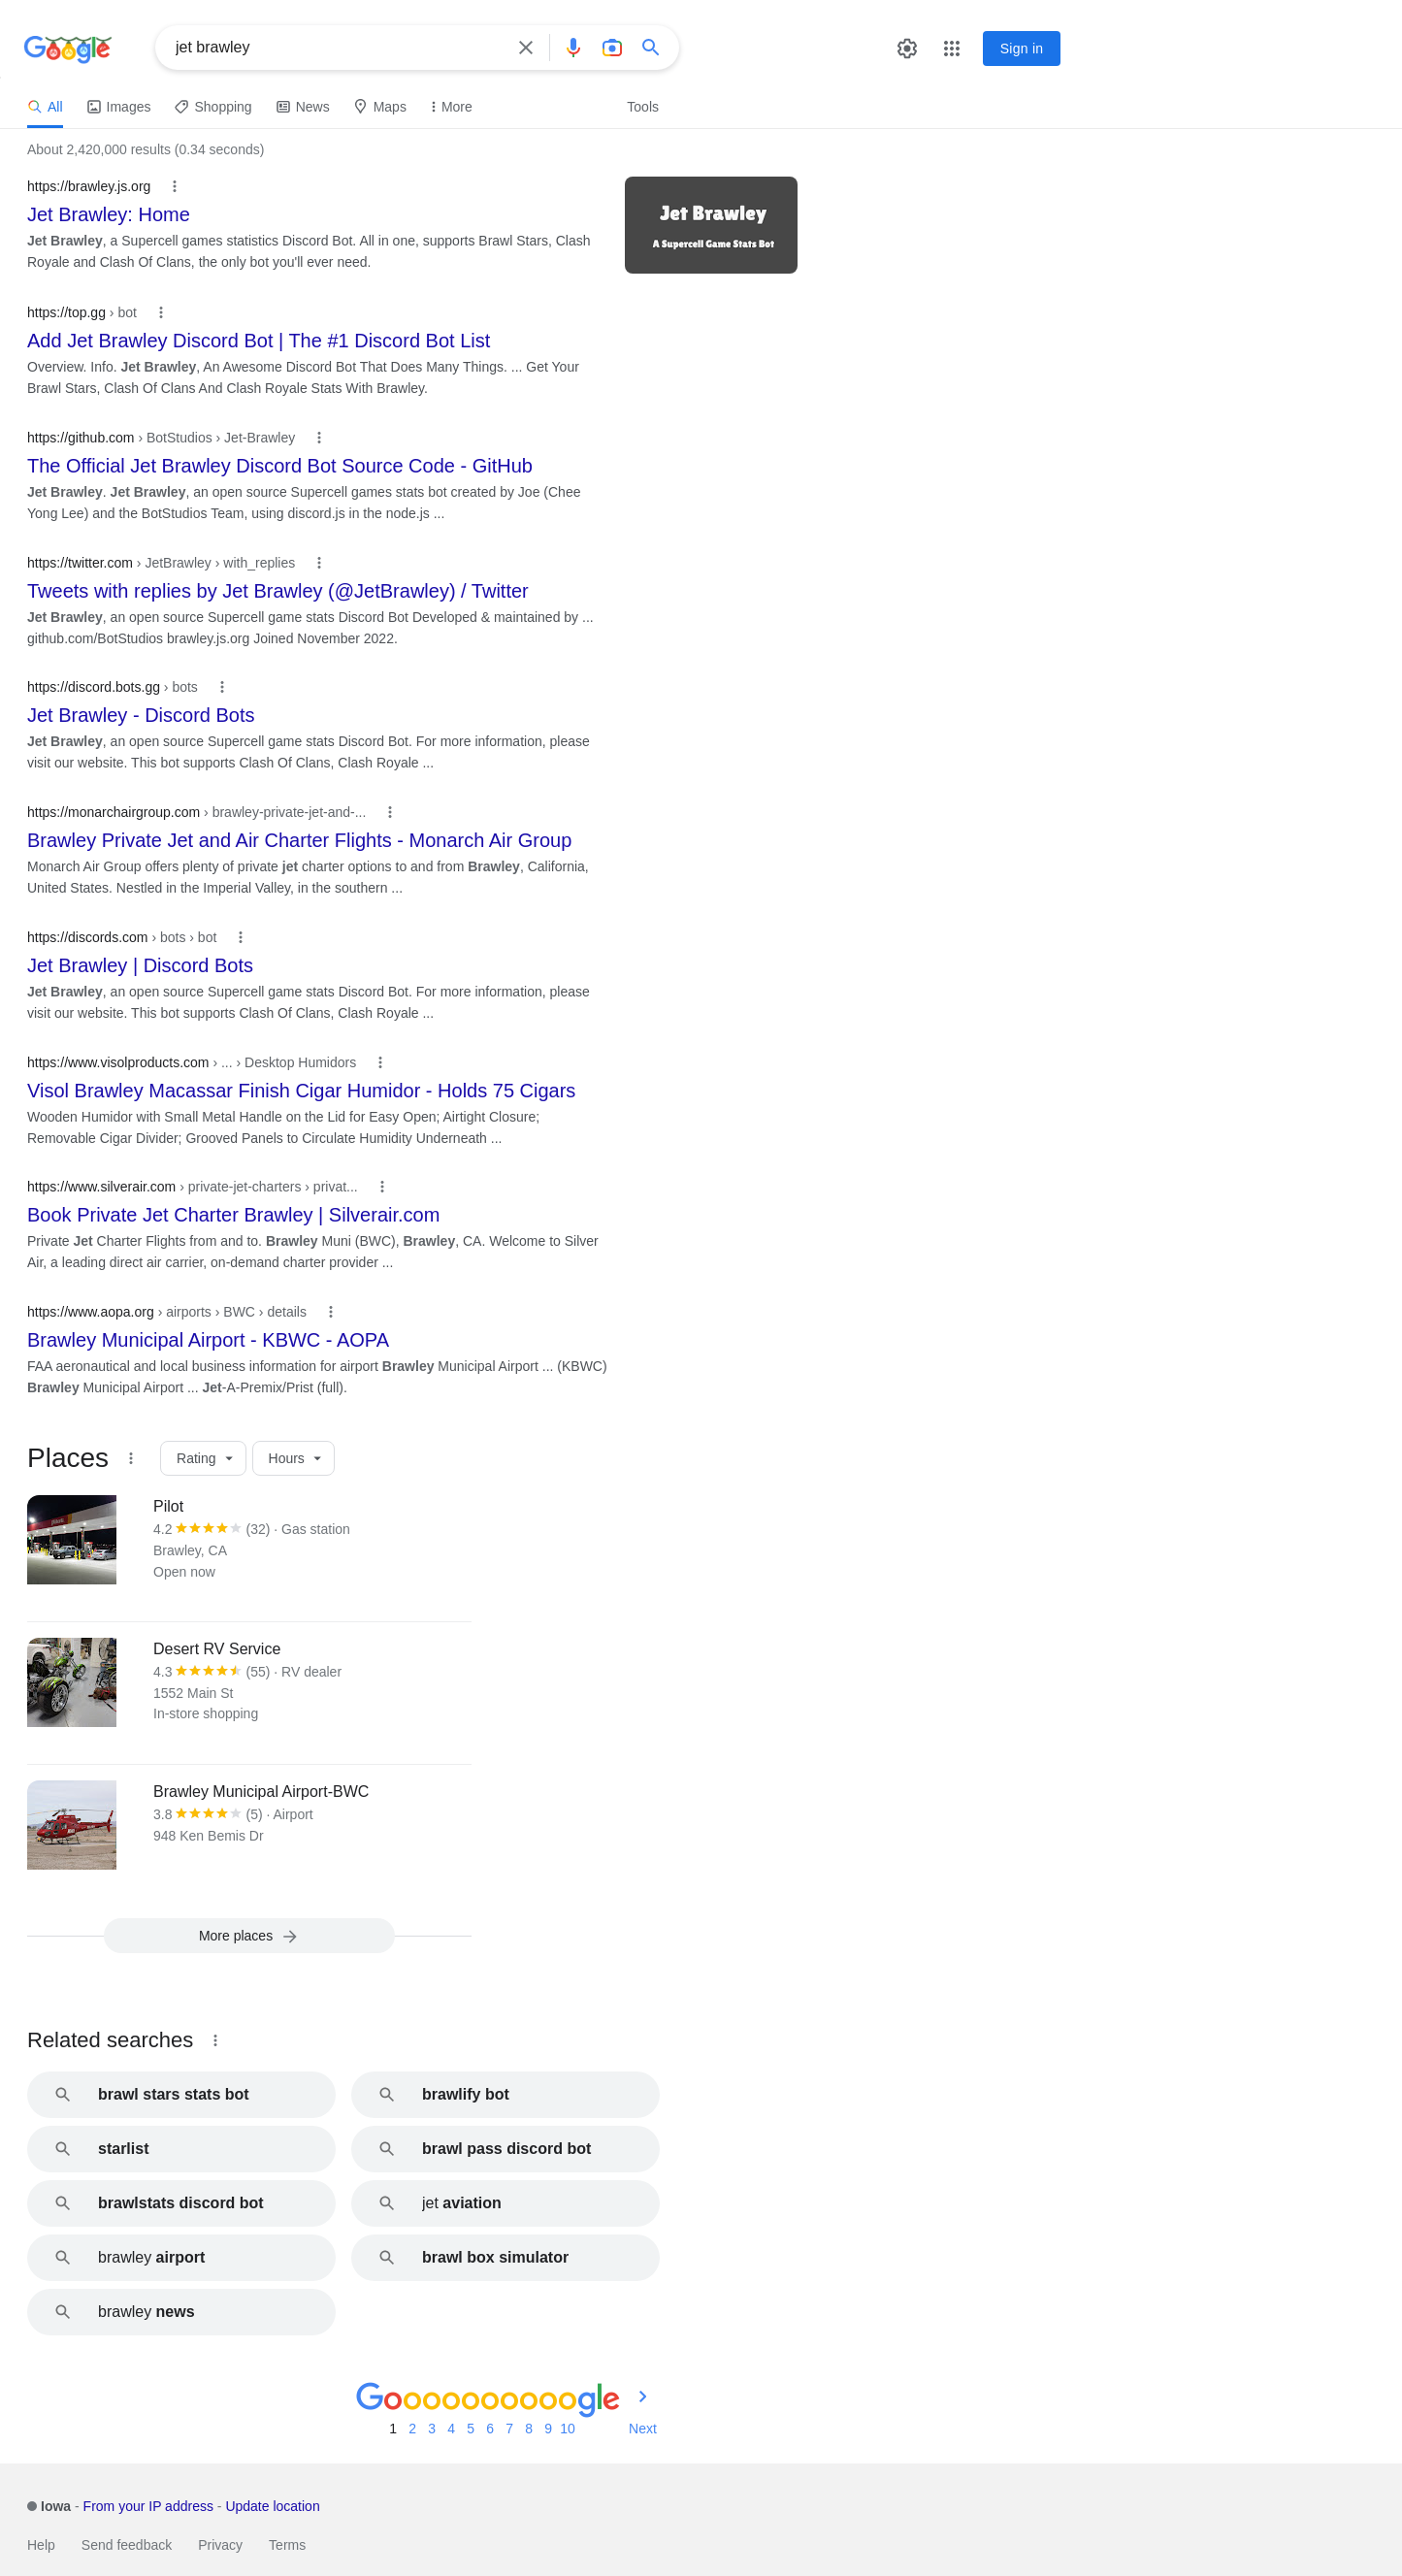 Google
jet brawley
Sign in
All Images Shopping News Maps More Tools
About 2,420,000 results (0.34 seconds)
https://brawley.js.org
Jet Brawley: Home
Jet Brawley, a Supercell games statistics Discord Bot. All in one, supports Brawl Stars, Clash
Royale and Clash Of Clans, the only bot you'll ever need.
Jet Brawley
A Supercell Game Stats Bot
https://top.gg › bot
Add Jet Brawley Discord Bot | The #1 Discord Bot List
Overview. Info. Jet Brawley, An Awesome Discord Bot That Does Many Things. ... Get Your
Brawl Stars, Clash Of Clans And Clash Royale Stats With Brawley.
https://github.com › BotStudios › Jet-Brawley
The Official Jet Brawley Discord Bot Source Code - GitHub
Jet Brawley. Jet Brawley, an open source Supercell games stats bot created by Joe (Chee
Yong Lee) and the BotStudios Team, using discord.js in the node.js ...
https://twitter.com › JetBrawley › with_replies
Tweets with replies by Jet Brawley (@JetBrawley) / Twitter
Jet Brawley, an open source Supercell game stats Discord Bot Developed & maintained by ...
github.com/BotStudios brawley.js.org Joined November 2022.
https://discord.bots.gg › bots
Jet Brawley - Discord Bots
Jet Brawley, an open source Supercell game stats Discord Bot. For more information, please
visit our website. This bot supports Clash Of Clans, Clash Royale ...
https://monarchairgroup.com › brawley-private-jet-and-...
Brawley Private Jet and Air Charter Flights - Monarch Air Group
Monarch Air Group offers plenty of private jet charter options to and from Brawley, California,
United States. Nestled in the Imperial Valley, in the southern ...
https://discords.com › bots › bot
Jet Brawley | Discord Bots
Jet Brawley, an open source Supercell game stats Discord Bot. For more information, please
visit our website. This bot supports Clash Of Clans, Clash Royale ...
https://www.visolproducts.com › ... › Desktop Humidors
Visol Brawley Macassar Finish Cigar Humidor - Holds 75 Cigars
Wooden Humidor with Small Metal Handle on the Lid for Easy Open; Airtight Closure;
Removable Cigar Divider; Grooved Panels to Circulate Humidity Underneath ...
https://www.silverair.com › private-jet-charters › privat...
Book Private Jet Charter Brawley | Silverair.com
Private Jet Charter Flights from and to. Brawley Muni (BWC), Brawley, CA. Welcome to Silver
Air, a leading direct air carrier, on-demand charter provider ...
https://www.aopa.org › airports › BWC › details
Brawley Municipal Airport - KBWC - AOPA
FAA aeronautical and local business information for airport Brawley Municipal Airport ... (KBWC)
Brawley Municipal Airport ... Jet-A-Premix/Prist (full).
Places Rating Hours
Pilot
4.2 (32) · Gas station
Brawley, CA
Open now
Desert RV Service
4.3 (55) · RV dealer
1552 Main St
In-store shopping
Brawley Municipal Airport-BWC
3.8 (5) · Airport
948 Ken Bemis Dr
More places
Related searches
brawl stars stats bot
brawlify bot
starlist
brawl pass discord bot
brawlstats discord bot
jet aviation
brawley airport
brawl box simulator
brawley news
Goooooooooogle
1 2 3 4 5 6 7 8 9 10 Next
Iowa - From your IP address - Update location
Help Send feedback Privacy Terms